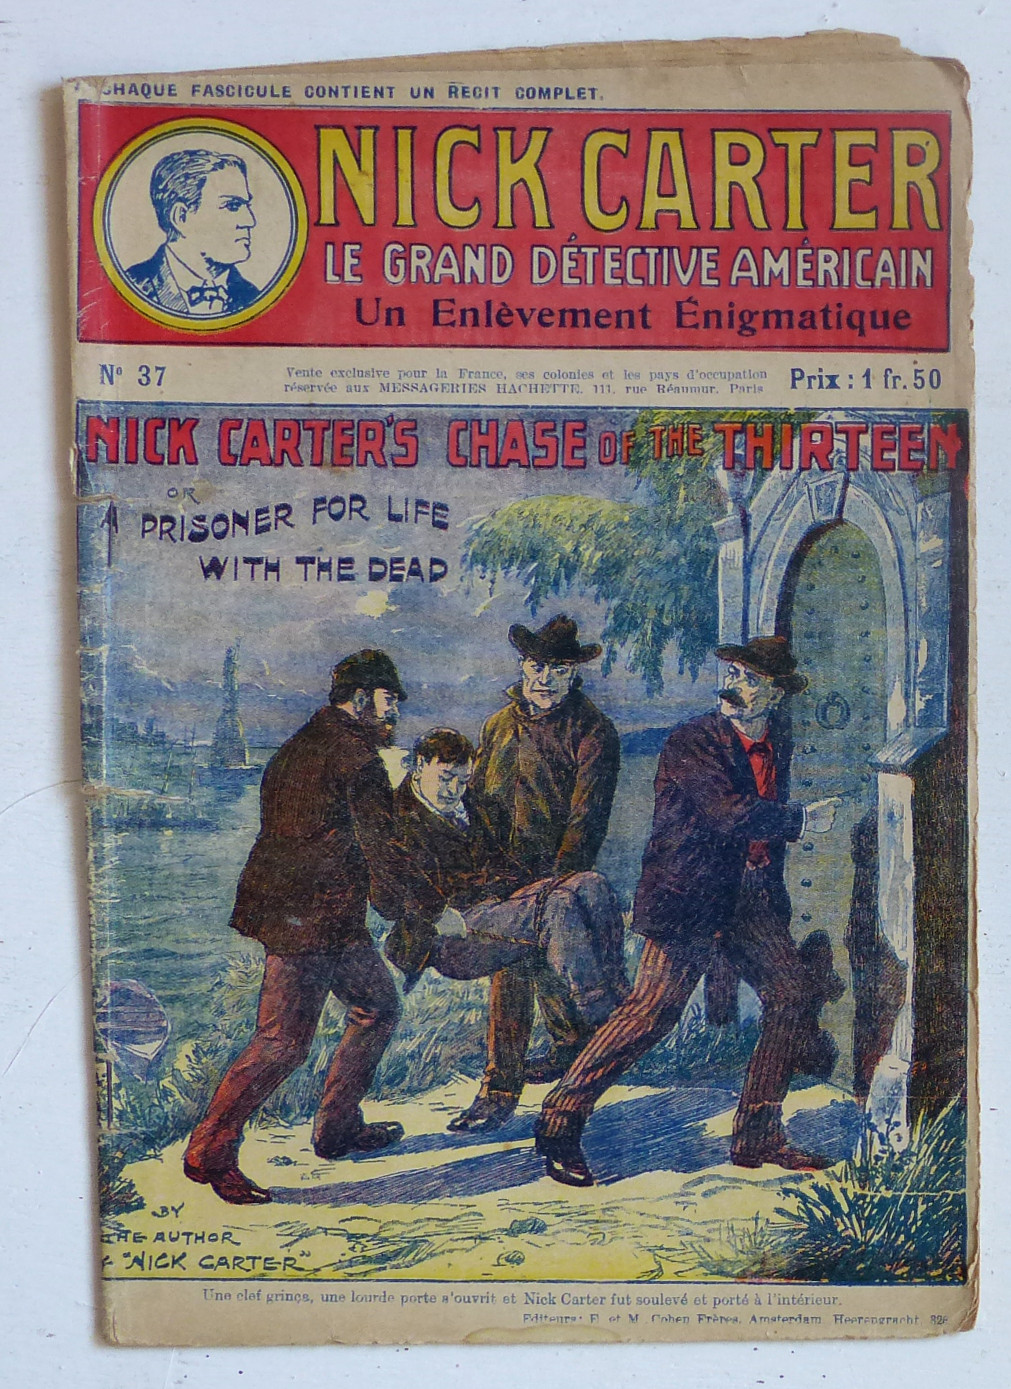 CHAQUE FASCICULE CONTIENT UN RECIT COMPLET.
NICK CARTER
LE GRAND DÉTECTIVE AMÉRICAIN
Un Enlèvement Énigmatique
No 37
Vente exclusive pour la France, ses colonies et les pays d'occupation
réservée aux MESSAGERIES HACHETTE. 111, rue Réaumur, Paris
Prix : 1 fr. 50
NICK CARTER'S CHASE OF THE THIRTEEN
OR
A PRISONER FOR LIFE
WITH THE DEAD
BY
THE AUTHOR
"NICK CARTER"
Une clef grinça, une lourde porte s'ouvrit et Nick Carter fut soulevé et porté à l'intérieur.
Editeurs: E. et M. Cohen Frères, Amsterdam Heerengracht 326